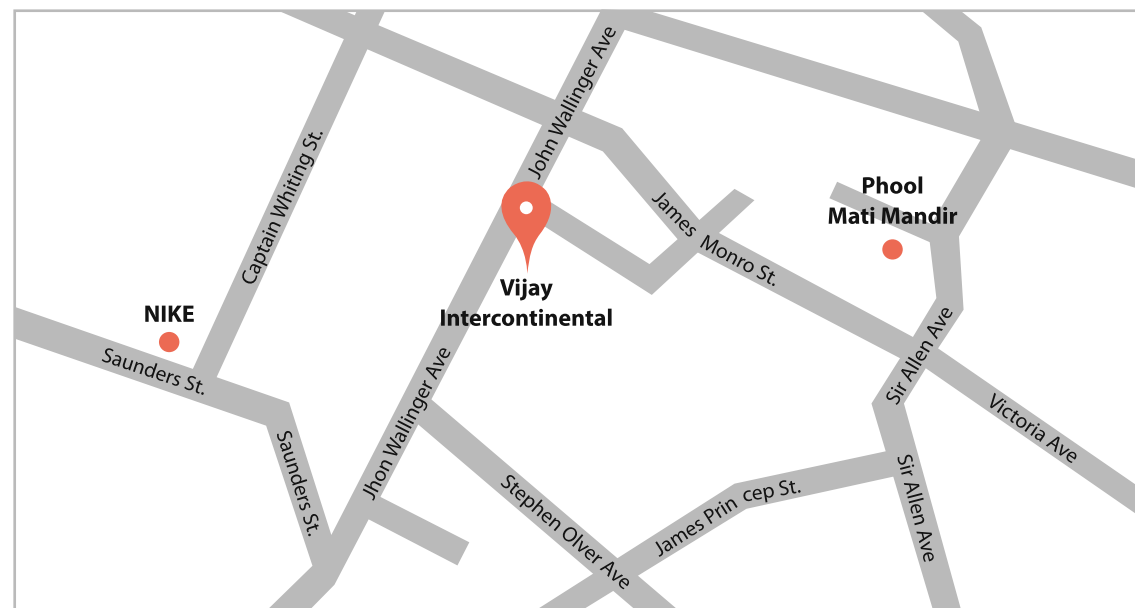 John Wallinger Ave
Captain Whiting St.
James Monro St.
Phool
Mati Mandir
NIKE
Vijay
Intercontinental
Saunders St.
Jhon Wallinger Ave
Sir Allen Ave
Victoria Ave
Saunders St.
Stephen Olver Ave
James Prin cep St.
Sir Allen Ave